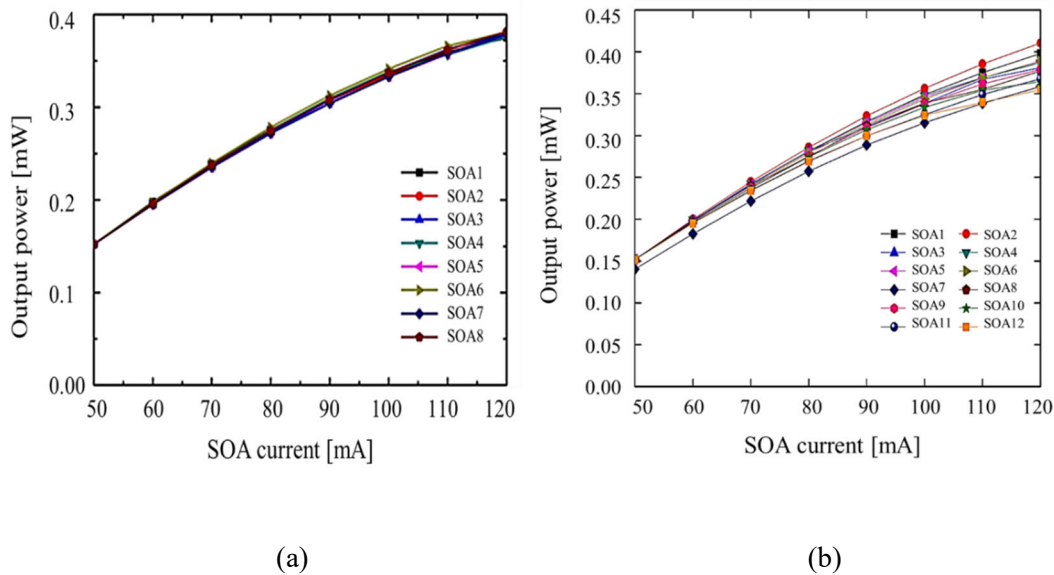 0.4
0.3
0.2
0.1
0.00
Output power [mW]
SOA1
SOA2
SOA3
SOA4
SOA5
SOA6
SOA7
SOA8
50 60 70 80 90 100 110 120
SOA current [mA]
(a)
0.45
0.40
0.35
0.30
0.25
0.20
0.15
0.10
0.05
0.00
Output power [mW]
SOA1 SOA2
SOA3 SOA4
SOA5 SOA6
SOA7 SOA8
SOA9 SOA10
SOA11 SOA12
50 60 70 80 90 100 110 120
SOA current [mA]
(b)